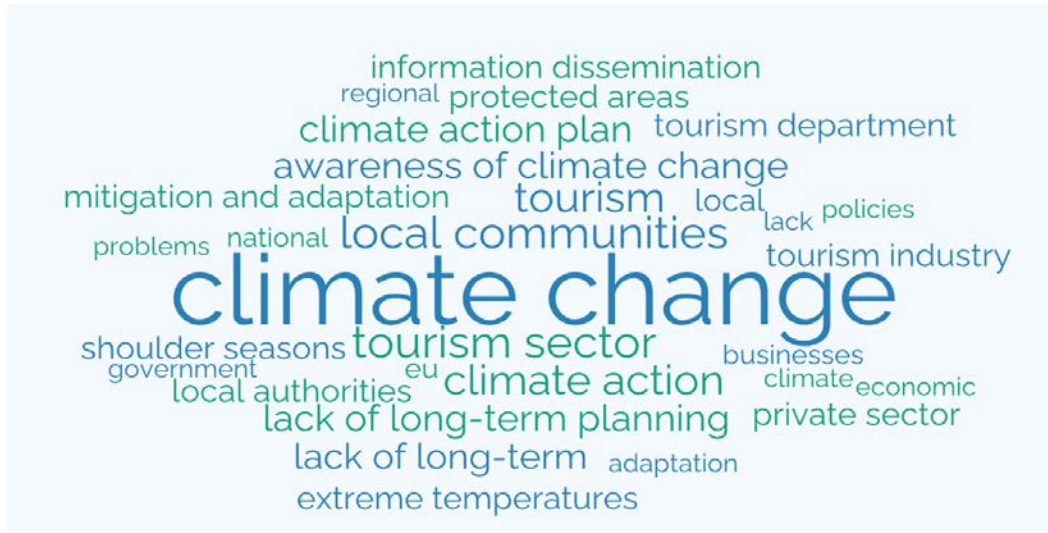 information dissemination
regional protected areas
climate action plan tourism department
awareness of climate change
mitigation and adaptation tourism local lack policies
problems national local communities tourism industry
climate change
shoulder seasons tourism sector businesses
government eu climate action climate economic
local authorities
lack of long-term planning private sector
lack of long-term adaptation
extreme temperatures